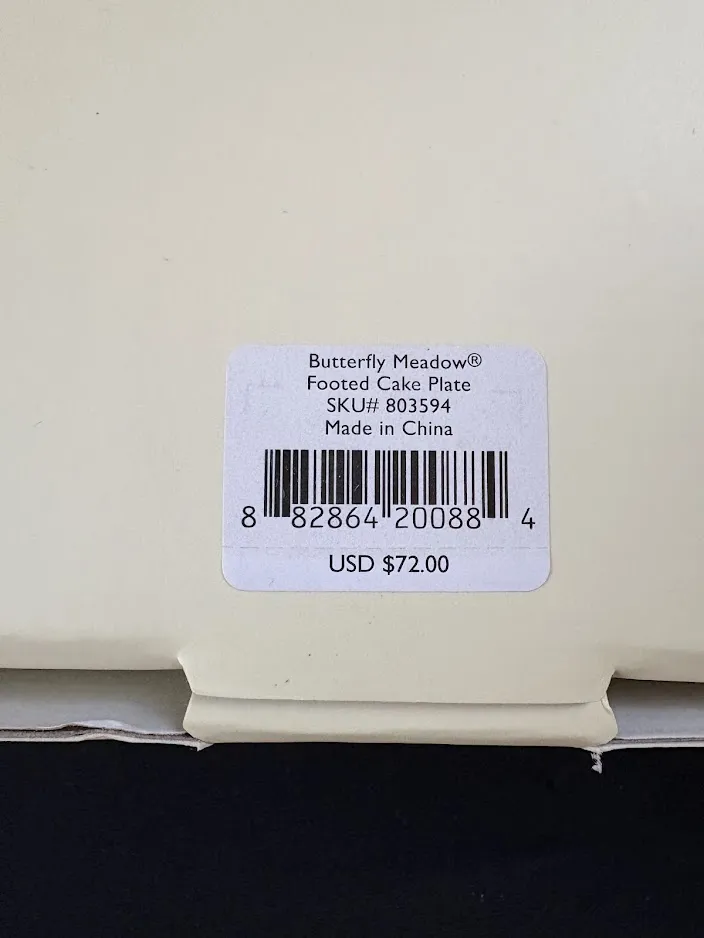 Butterfly Meadow®
Footed Cake Plate
SKU# 803594
Made in China
8 82864 20088 4
USD $72.00